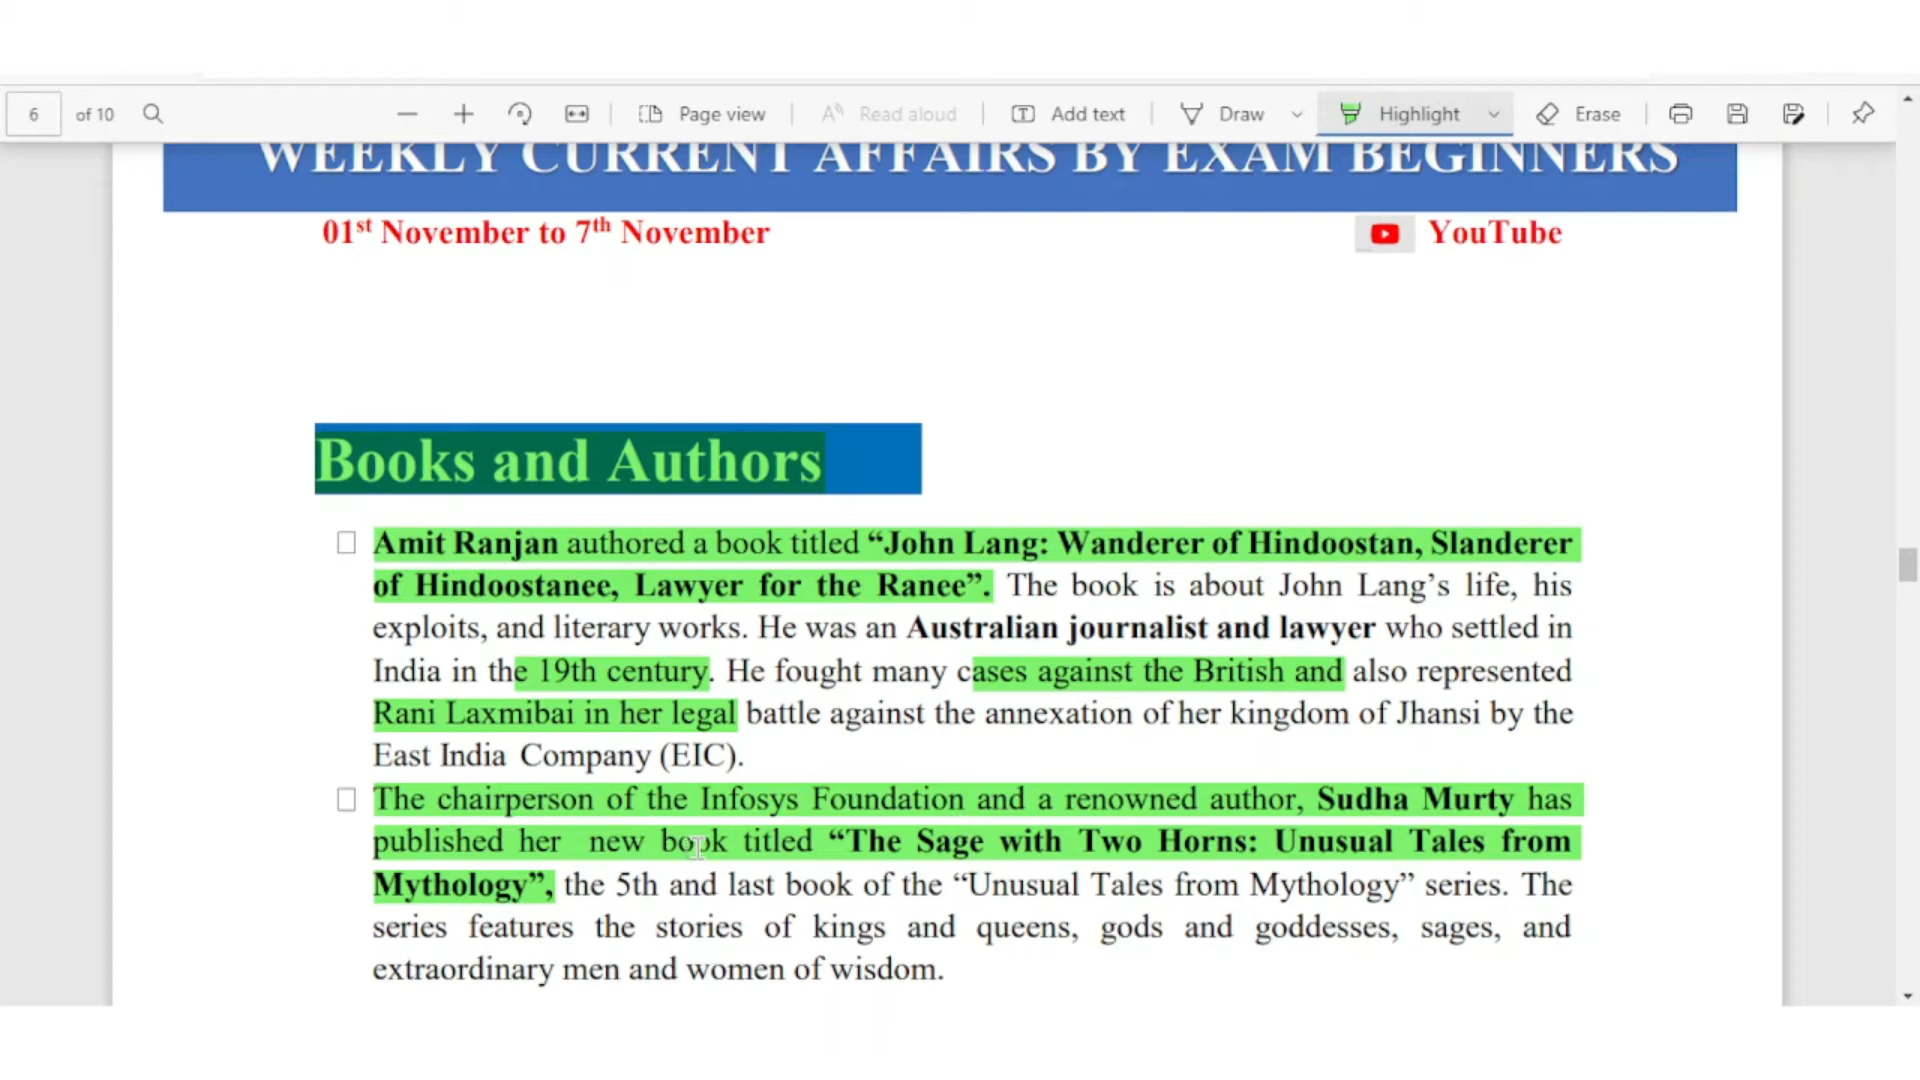 6 of 10 Page view Read aloud Add text Draw Highlight Erase
WEEKLY CURRENT AFFAIRS BY EXAM BEGINNERS
01st November to 7th November YouTube
Books and Authors
Amit Ranjan authored a book titled “John Lang: Wanderer of Hindoostan, Slanderer
of Hindoostanee, Lawyer for the Ranee”. The book is about John Lang’s life, his
exploits, and literary works. He was an Australian journalist and lawyer who settled in
India in the 19th century. He fought many cases against the British and also represented
Rani Laxmibai in her legal battle against the annexation of her kingdom of Jhansi by the
East India Company (EIC).
The chairperson of the Infosys Foundation and a renowned author, Sudha Murty has
published her new book titled “The Sage with Two Horns: Unusual Tales from
Mythology”, the 5th and last book of the “Unusual Tales from Mythology” series. The
series features the stories of kings and queens, gods and goddesses, sages, and
extraordinary men and women of wisdom.